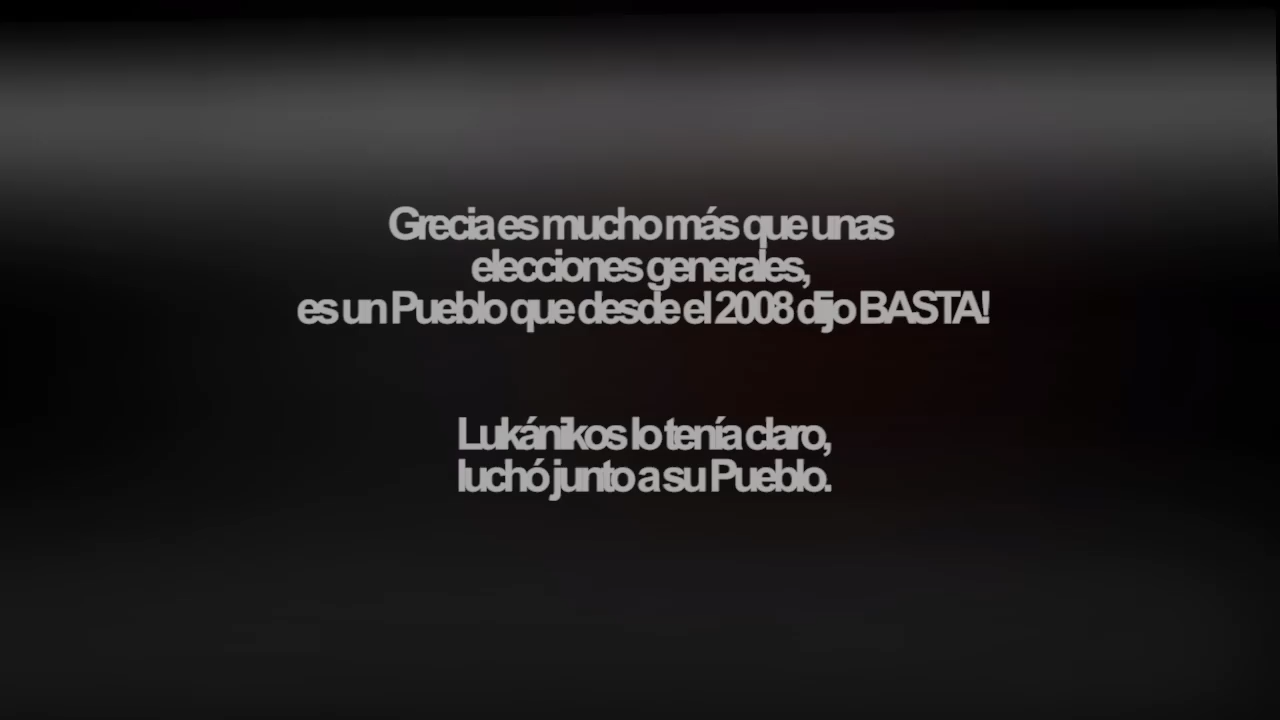 Grecia es mucho más que unas
elecciones generales,
es un Pueblo que desde el 2008 dijo BASTA!
Lukánikos lo tenía claro,
luchó junto a su Pueblo.